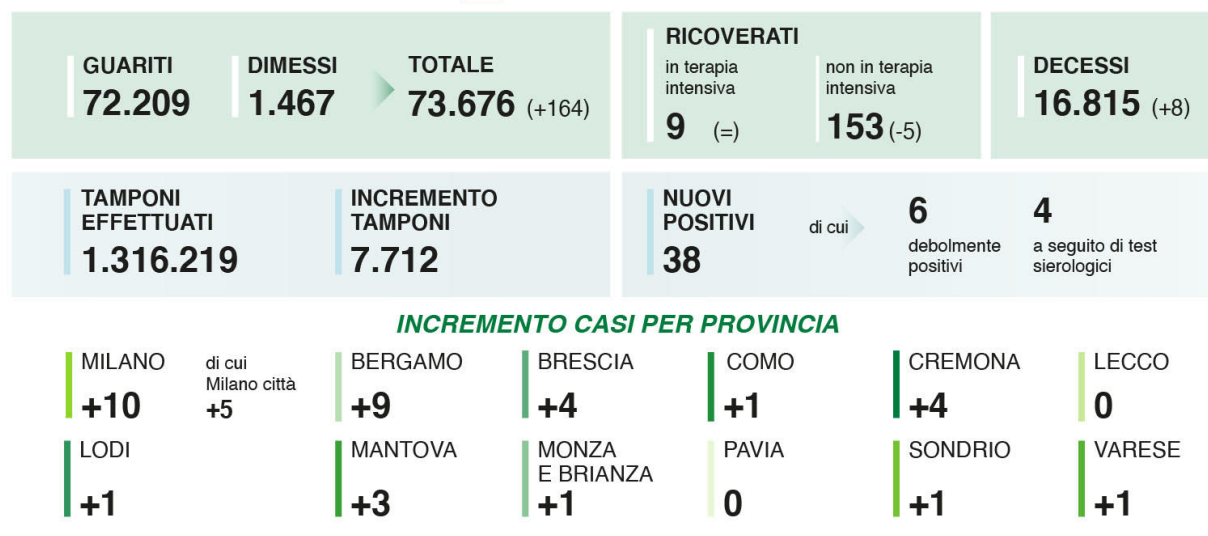 GUARITI
72.209
DIMESSI
1.467
TOTALE
73.676 (+164)
RICOVERATI
in terapia
intensiva
9 (=)
non in terapia
intensiva
153 (-5)
DECESSI
16.815 (+8)
TAMPONI
EFFETTUATI
1.316.219
INCREMENTO
TAMPONI
7.712
NUOVI
POSITIVI
38
di cui
6
debolmente
positivi
4
a seguito di test
sierologici
INCREMENTO CASI PER PROVINCIA
MILANO
+10
di cui
Milano città
+5
BERGAMO
+9
BRESCIA
+4
COMO
+1
CREMONA
+4
LECCO
0
LODI
+1
MANTOVA
+3
MONZA
E BRIANZA
+1
PAVIA
0
SONDRIO
+1
VARESE
+1